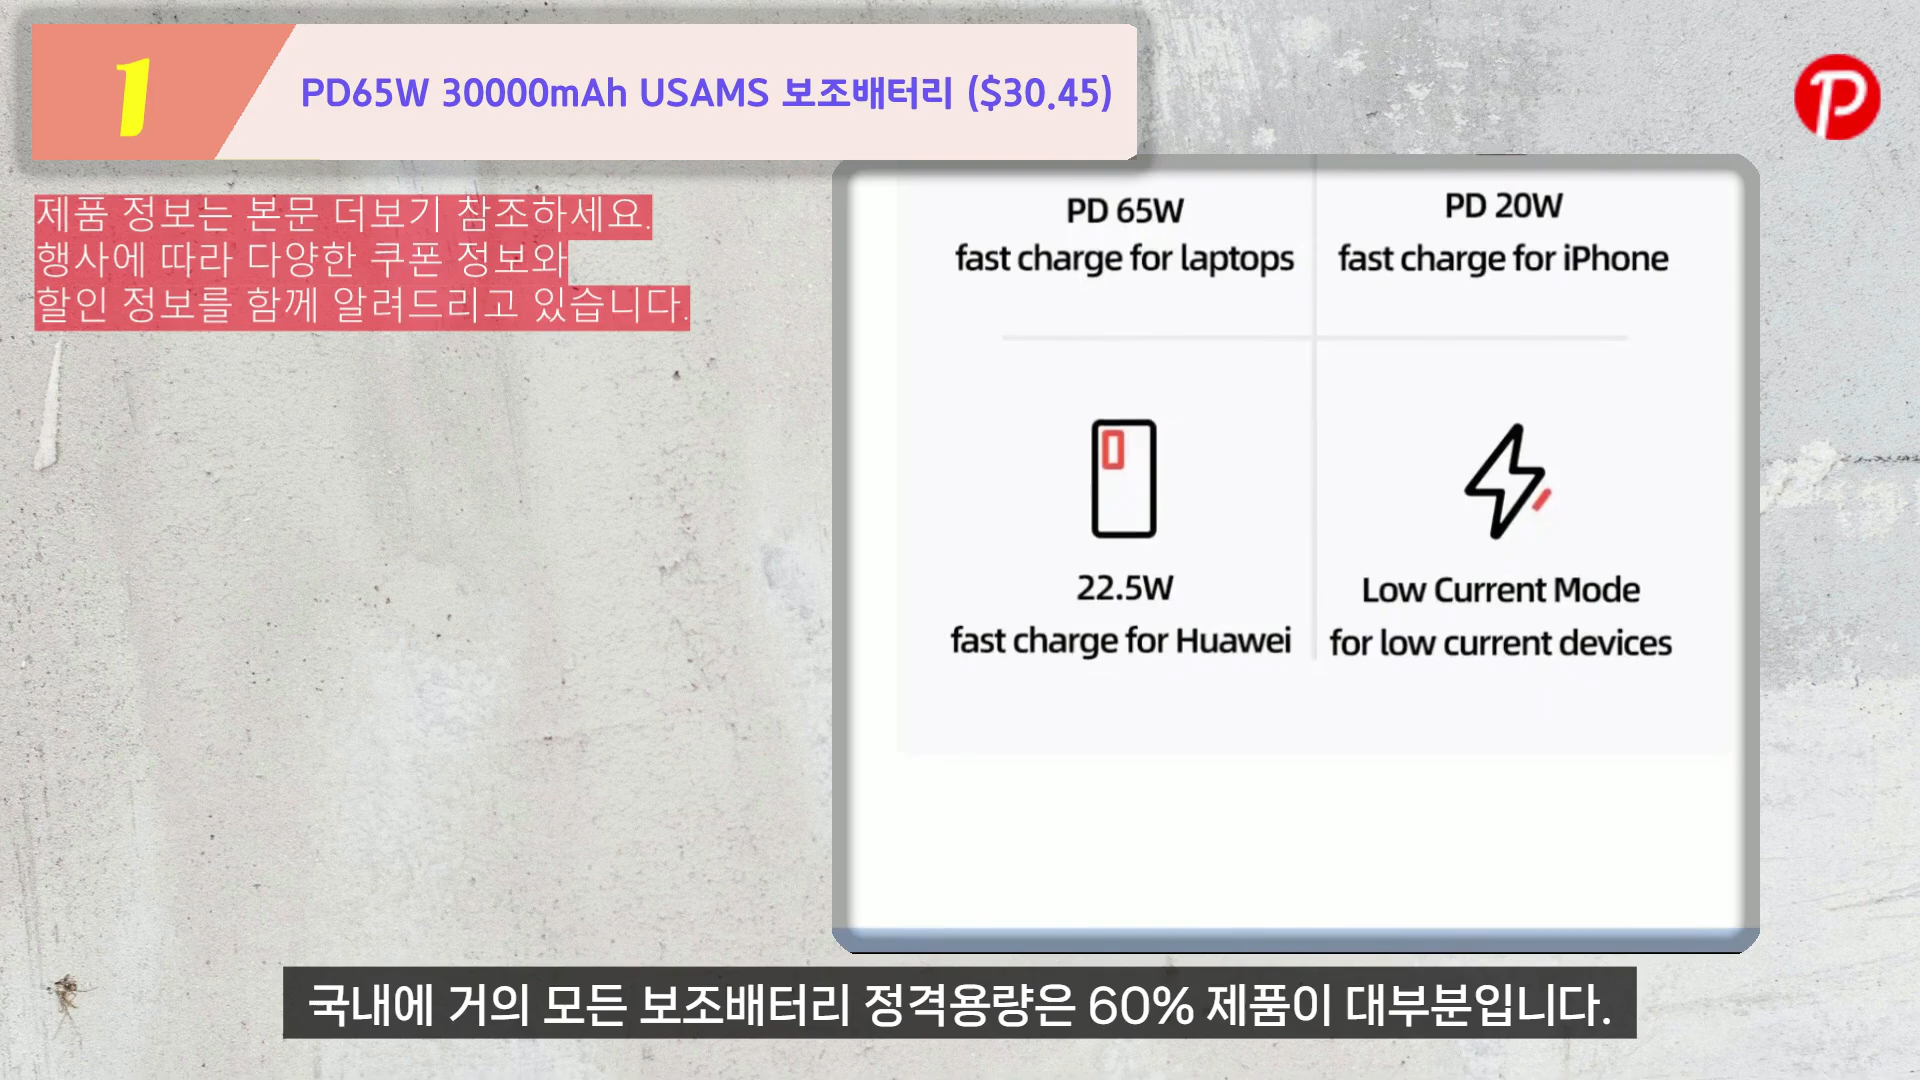 1
PD65W 30000mAh USAMS 보조배터리 ($30.45)
제품 정보는 본문 더보기 참조하세요.
행사에 따라 다양한 쿠폰 정보와
할인 정보를 함께 알려드리고 있습니다.
PD 65W
fast charge for laptops
PD 20W
fast charge for iPhone
22.5W
fast charge for Huawei
Low Current Mode
for low current devices
국내에 거의 모든 보조배터리 정격용량은 60% 제품이 대부분입니다.